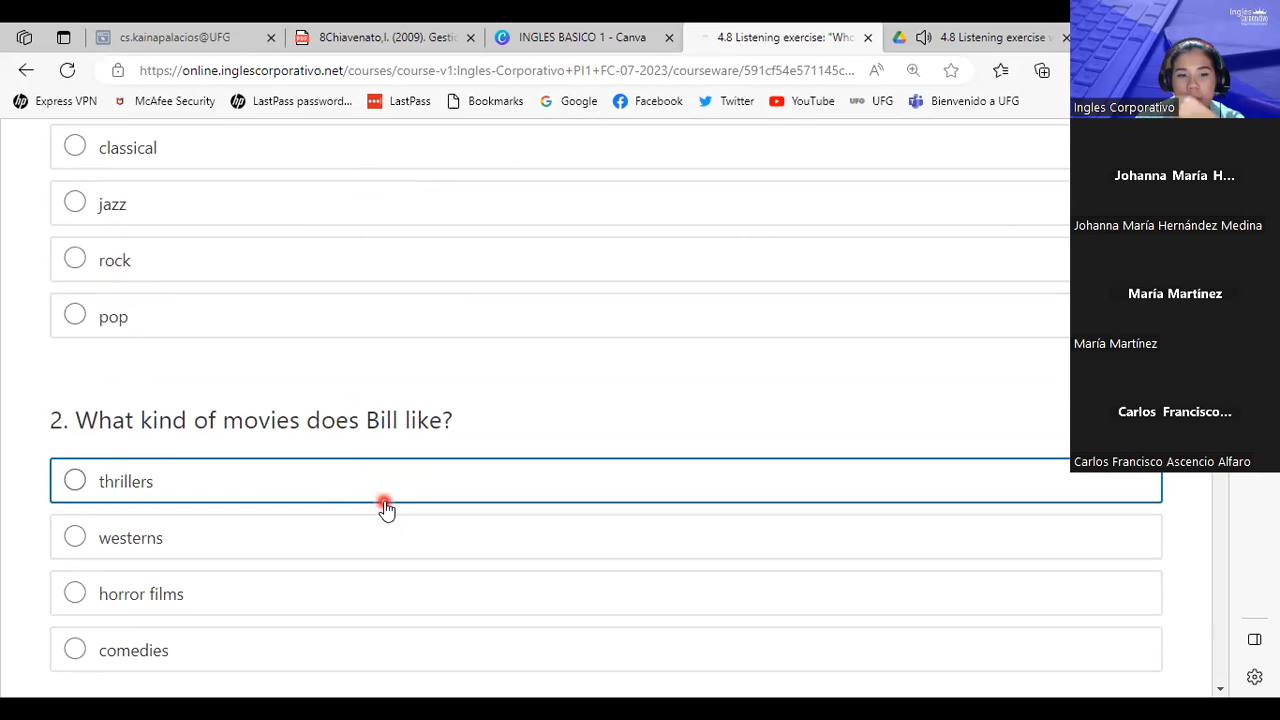 cs.kainapalacios@UFG
8Chiavenato,I. (2009). Gestic
INGLES BASICO 1 - Canva
4.8 Listening exercise: "Who
4.8 Listening exercise v
https://online.inglescorporativo.net/courses/course-v1:Ingles-Corporativo+PI1+FC-07-2023/courseware/591cf54e571145c...
Express VPN
McAfee Security
LastPass password...
LastPass
Bookmarks
Google
Facebook
Twitter
YouTube
UFG
Bienvenido a UFG
classical
jazz
rock
pop
2. What kind of movies does Bill like?
thrillers
westerns
horror films
comedies
Ingles Corporativo
Ingles Corporativo
Johanna María H...
Johanna María Hernández Medina
María Martínez
María Martínez
Carlos Francisco...
Carlos Francisco Ascencio Alfaro